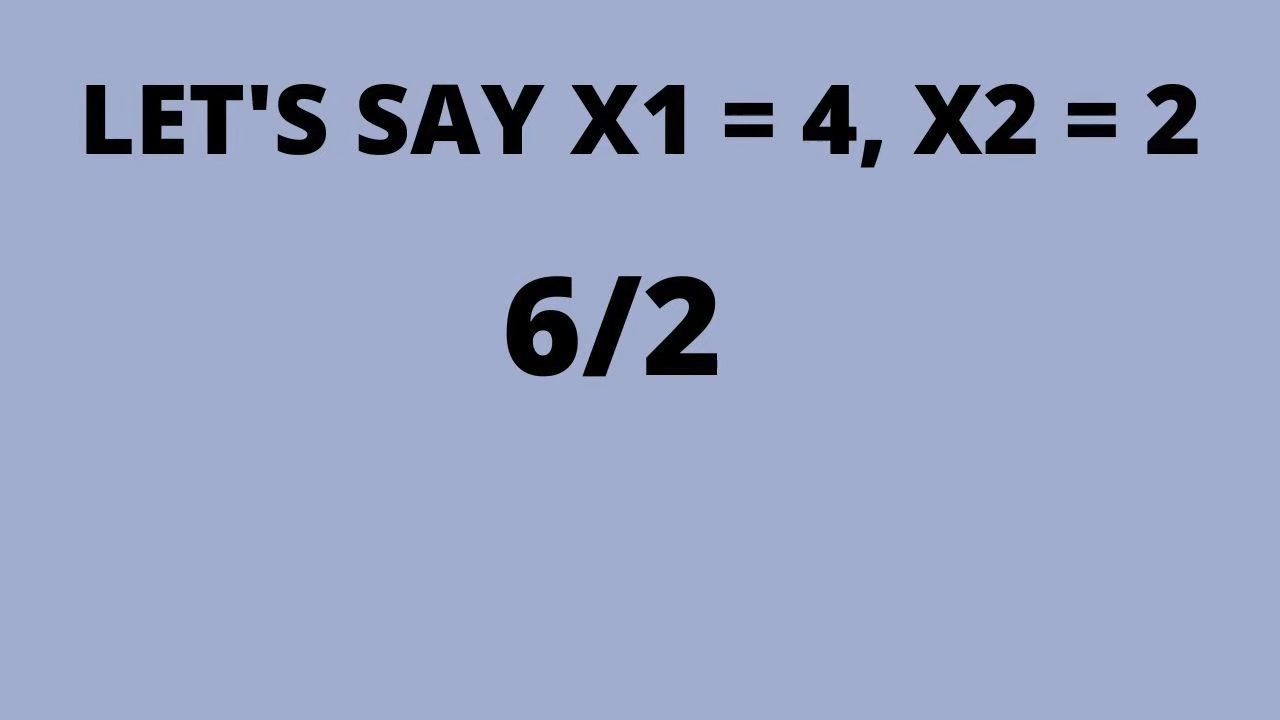 LET'S SAY X1 = 4, X2 = 2
6/2